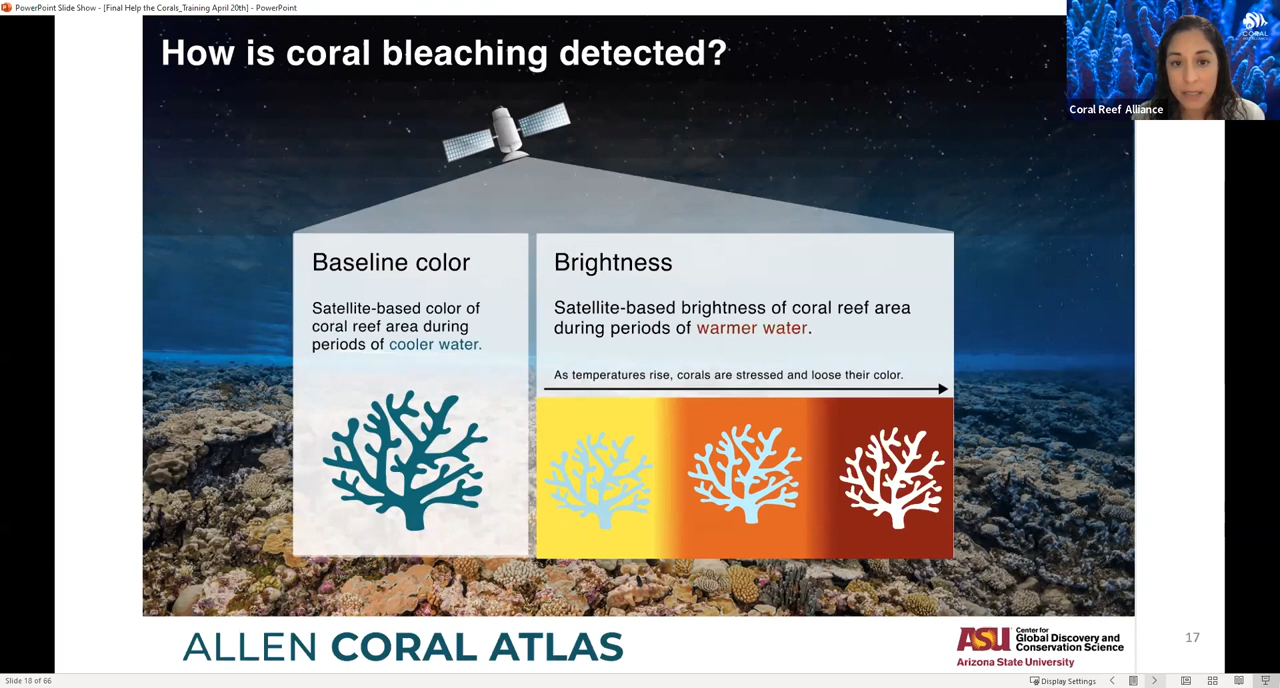 PowerPoint Slide Show - [Final Help the Corals_Training April 20th] - PowerPoint
How is coral bleaching detected?
CORAL
Coral Reef Alliance
Baseline color
Satellite-based color of
coral reef area during
periods of cooler water.
Brightness
Satellite-based brightness of coral reef area
during periods of warmer water.
As temperatures rise, corals are stressed and loose their color.
ALLEN CORAL ATLAS
ASU
Center for
Global Discovery and
Conservation Science
Arizona State University
17
Slide 18 of 66
Display Settings